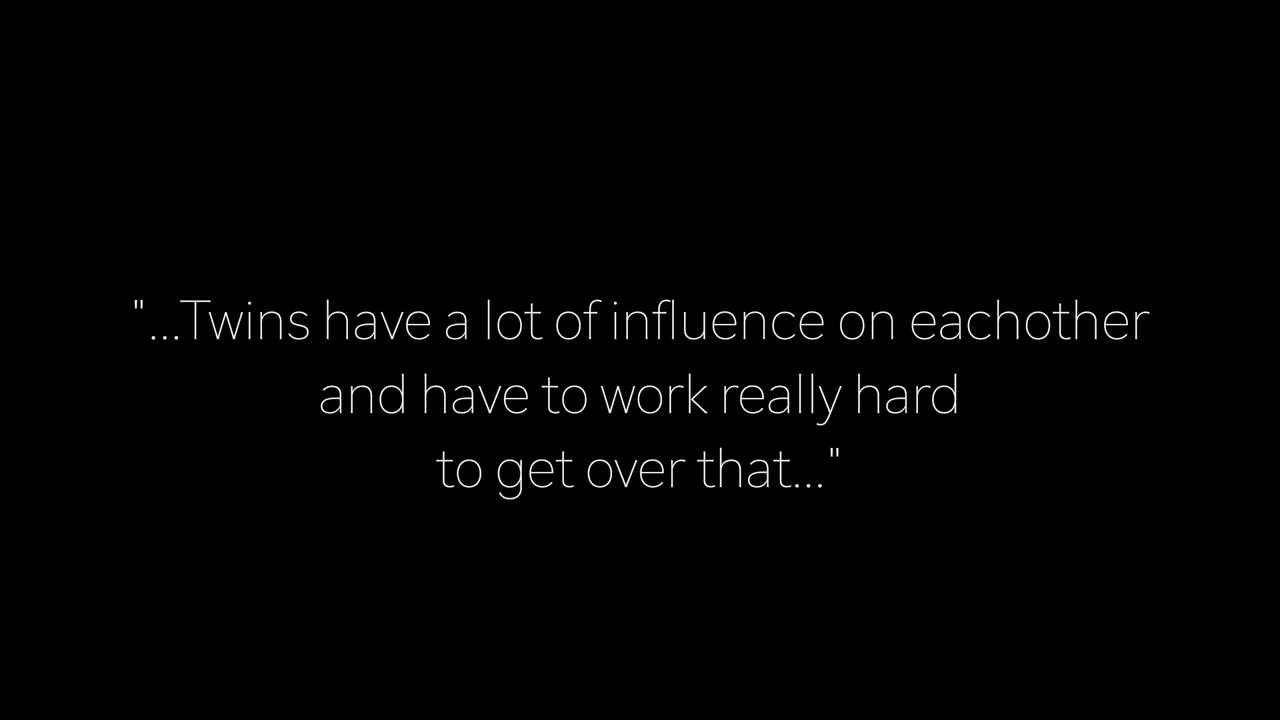 "...Twins have a lot of influence on eachother
and have to work really hard
to get over that..."